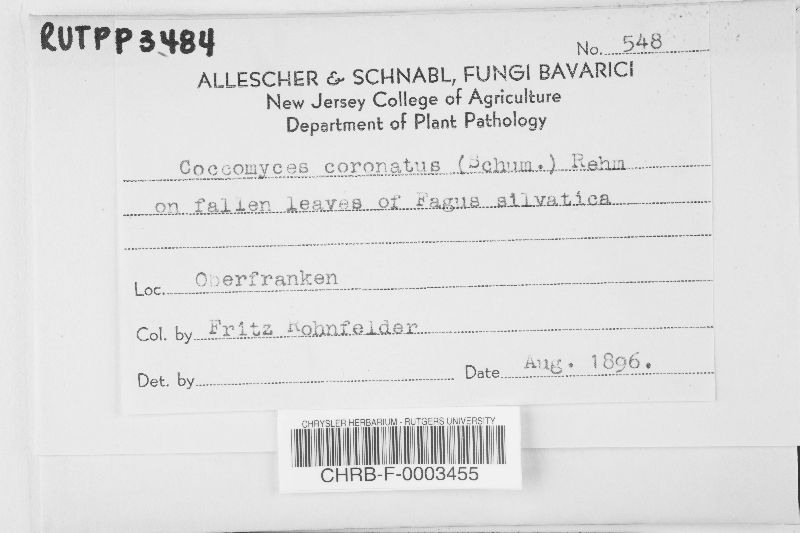 RUTPP3484
No. 548
ALLESCHER & SCHNABL, FUNGI BAVARICI
New Jersey College of Agriculture
Department of Plant Pathology
Coccomyces coronatus (Schum.) Rehm
on fallen leaves of Fagus silvatica
Loc. Oberfranken
Col. by Fritz Kohnfelder
Det. by
Date Aug. 1896.
CHRYSLER HERBARIUM - RUTGERS UNIVERSITY
CHRB-F-0003455